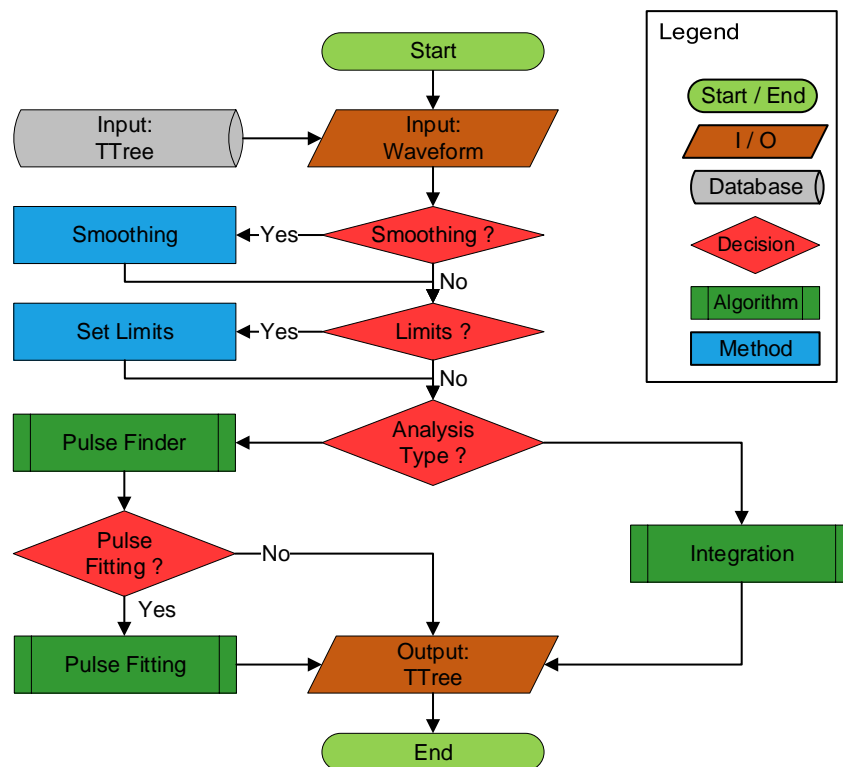 Start
Legend
Start / End
I / O
Database
Decision
Algorithm
Method
Input:
TTree
Input:
Waveform
Smoothing
Yes
Smoothing ?
No
Set Limits
Yes
Limits ?
No
Pulse Finder
Analysis
Type ?
Pulse
Fitting ?
No
Integration
Yes
Pulse Fitting
Output:
TTree
End